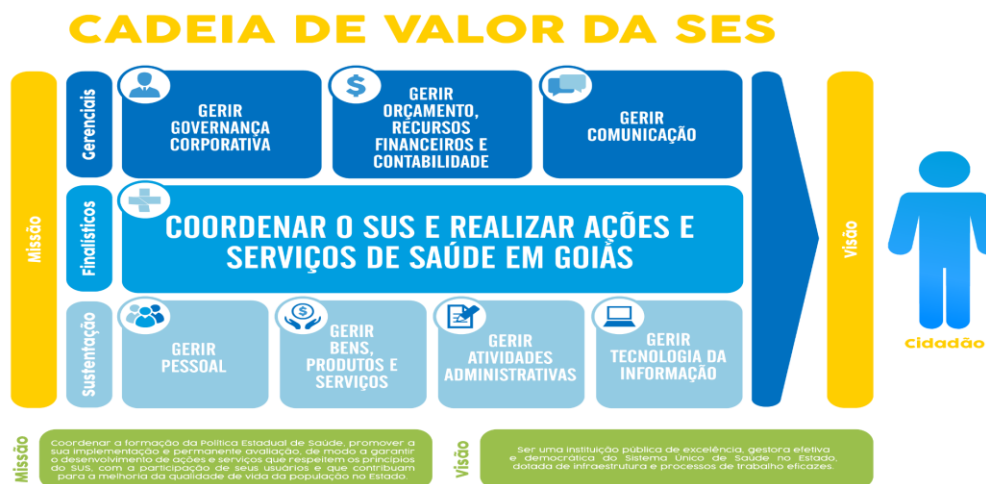 CADEIA DE VALOR DA SES
Missão
Gerenciais
GERIR
GOVERNANÇA
CORPORATIVA
GERIR
ORÇAMENTO,
RECURSOS
FINANCEIROS E
CONTABILIDADE
GERIR
COMUNICAÇÃO
Finalísticos
COORDENAR O SUS E REALIZAR AÇÕES E
SERVIÇOS DE SAÚDE EM GOIÁS
Sustentação
GERIR
PESSOAL
GERIR
BENS,
PRODUTOS E
SERVIÇOS
GERIR
ATIVIDADES
ADMINISTRATIVAS
GERIR
TECNOLOGIA DA
INFORMAÇÃO
Visão
Cidadão
Missão
Coordenar a formação da Política Estadual de Saúde, promover a
sua implementação e permanente avaliação, de modo a garantir
o desenvolvimento de ações e serviços que respeitem os princípios
do SUS, com a participação de seus usuários e que contribuam
para a melhoria da qualidade de vida da população no Estado.
Visão
Ser uma instituição pública de excelência, gestora efetiva
e democrática do Sistema Único de Saúde no Estado,
dotada de infraestrutura e processos de trabalho eficazes.